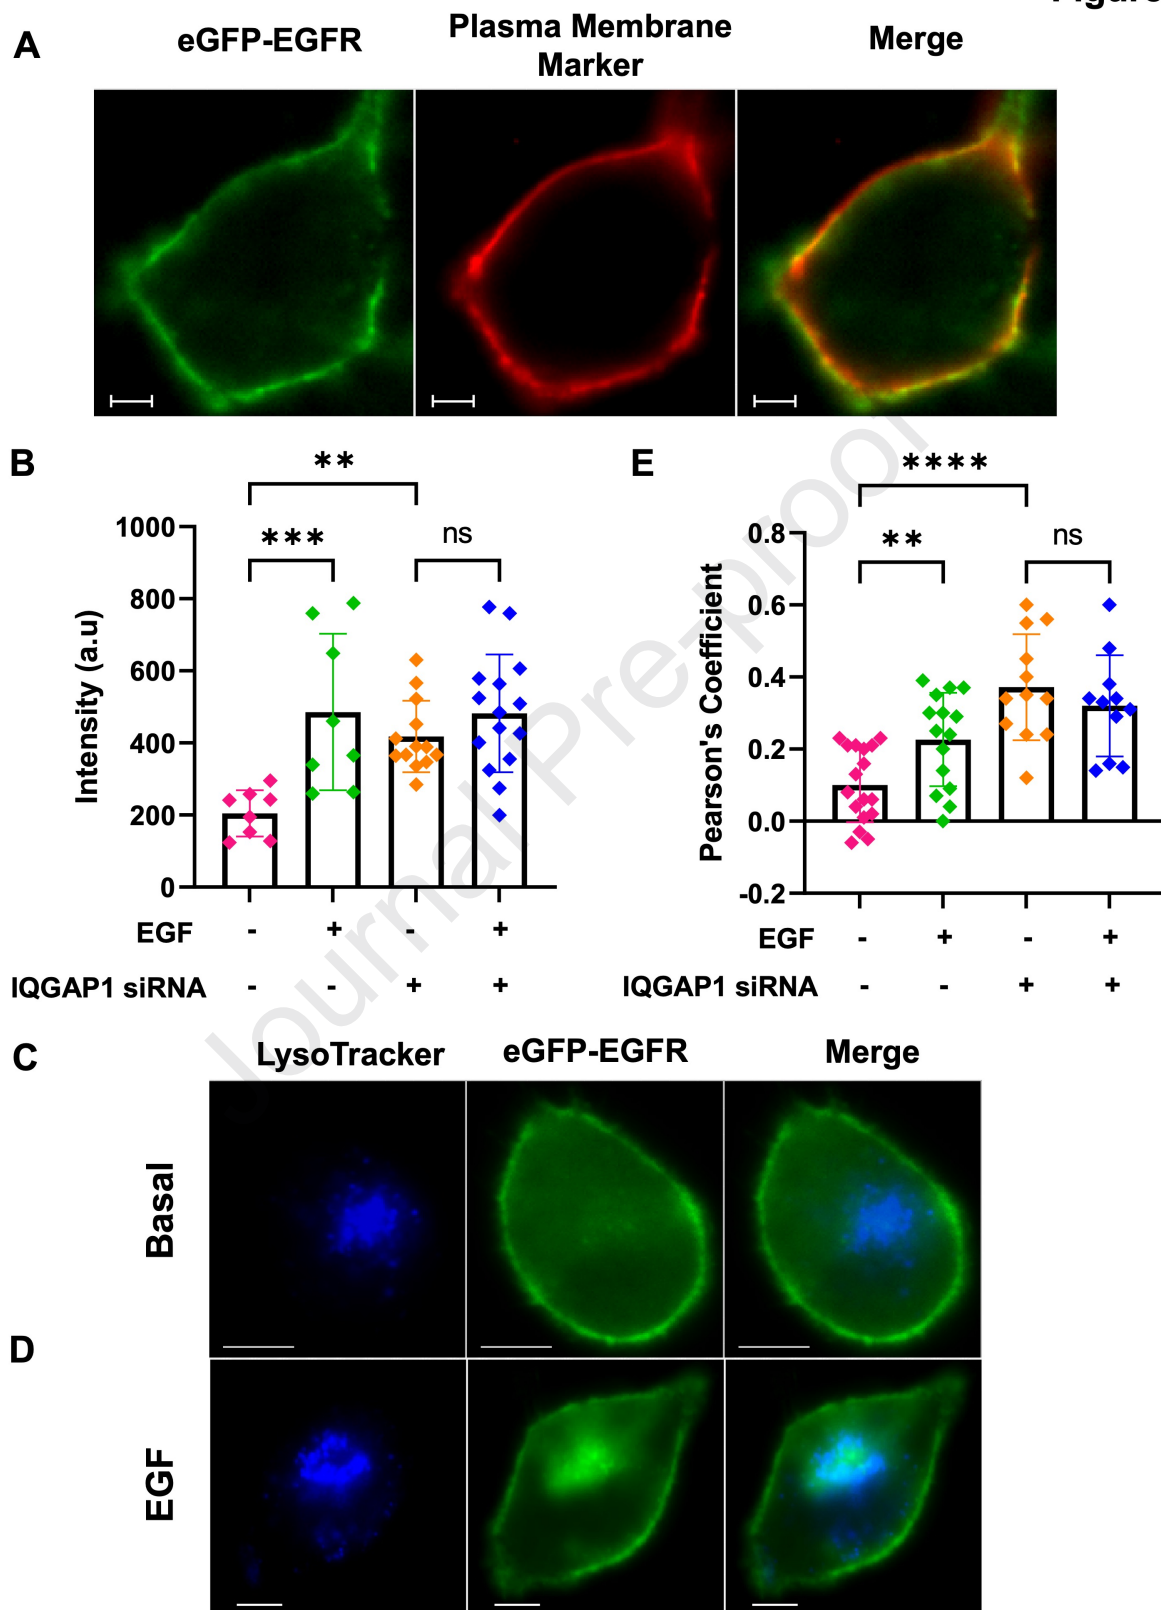 Figure
A
eGFP-EGFR
Plasma Membrane
Marker
Merge
B
**
***
ns
1000
800
600
400
200
0
Intensity (a.u)
EGF - + - +
IQGAP1 siRNA - - + +
E
****
**
ns
0.8
0.6
0.4
0.2
0.0
-0.2
Pearson's Coefficient
EGF - + - +
IQGAP1 siRNA - - + +
Journal Pre-proof
C
LysoTracker
eGFP-EGFR
Merge
Basal
D
EGF